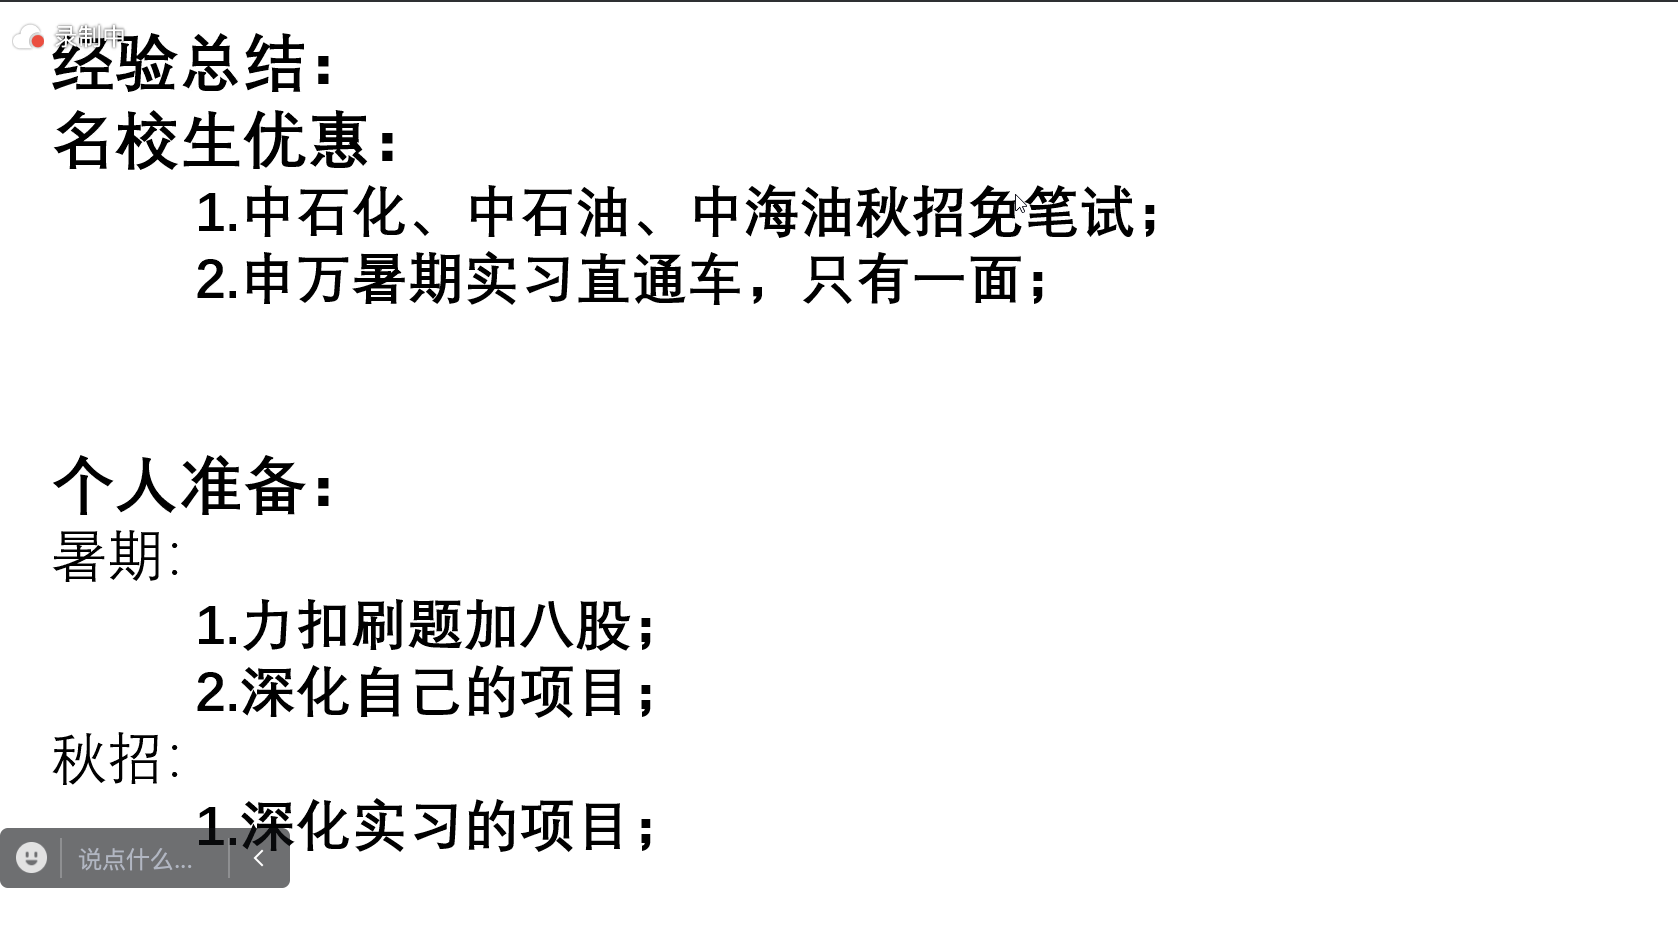 录制中
经验总结：
名校生优惠：
1.中石化、中石油、中海油秋招免笔试；
2.申万暑期实习直通车，只有一面；
个人准备：
暑期：
1.力扣刷题加八股；
2.深化自己的项目；
秋招：
1.深化实习的项目；
说点什么...